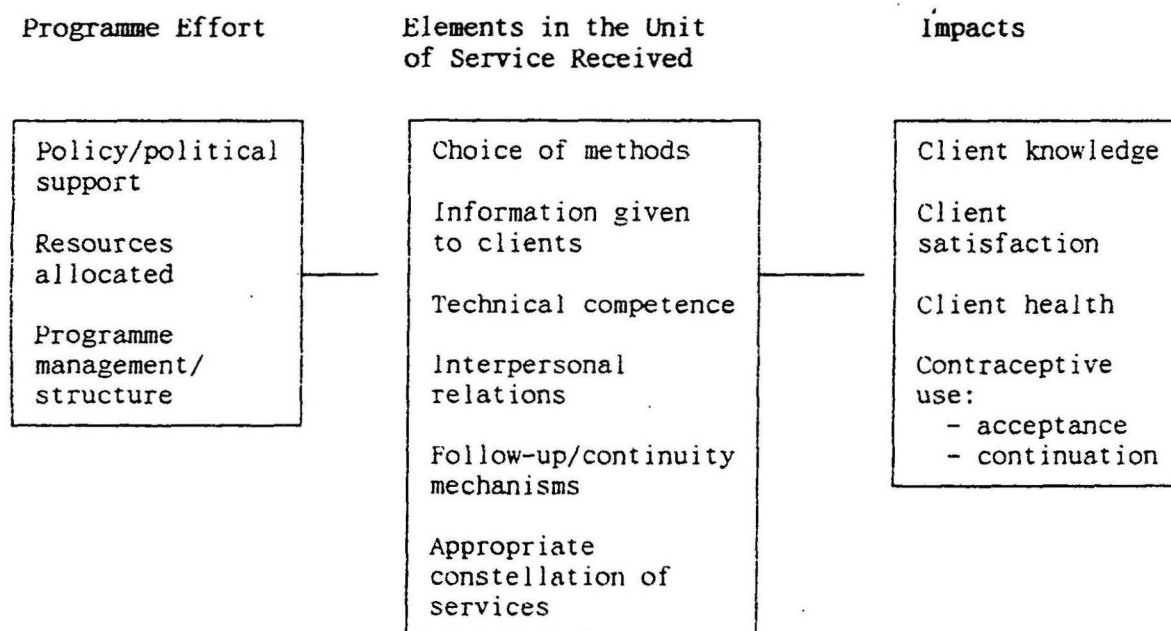 Programme Effort
Elements in the Unit
of Service Received
Impacts
Policy/political
support
Resources
allocated
Programme
management/
structure
Choice of methods
Information given
to clients
Technical competence
Interpersonal
relations
Follow-up/continuity
mechanisms
Appropriate
constellation of
services
Client knowledge
Client
satisfaction
Client health
Contraceptive
use:
- acceptance
- continuation